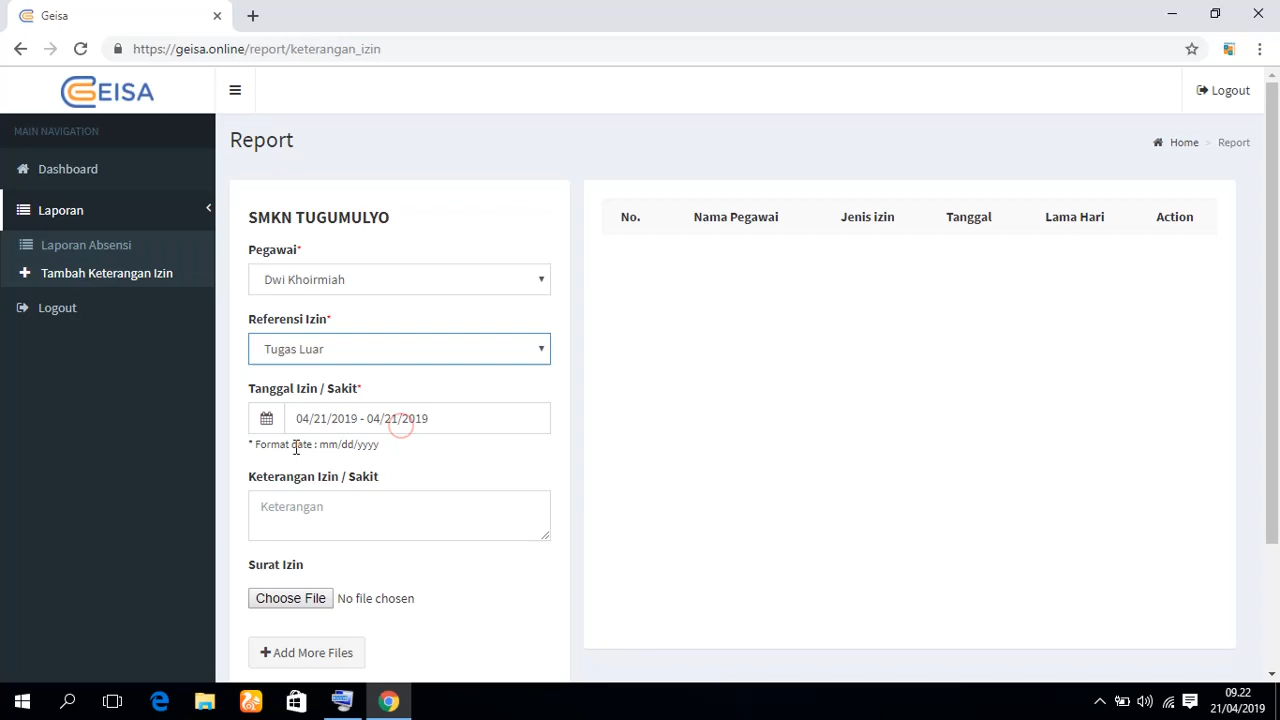 Geisa
https://geisa.online/report/keterangan_izin
GEISA
Logout
MAIN NAVIGATION
Report
Home > Report
Dashboard
Laporan
Laporan Absensi
Tambah Keterangan Izin
Logout
SMKN TUGUMULYO
Pegawai*
Dwi Khoirmiah
Referensi Izin*
Tugas Luar
Tanggal Izin / Sakit*
04/21/2019 - 04/21/2019
* Format date : mm/dd/yyyy
Keterangan Izin / Sakit
Keterangan
Surat Izin
Choose File No file chosen
Add More Files
No. Nama Pegawai Jenis izin Tanggal Lama Hari Action
09.22
21/04/2019